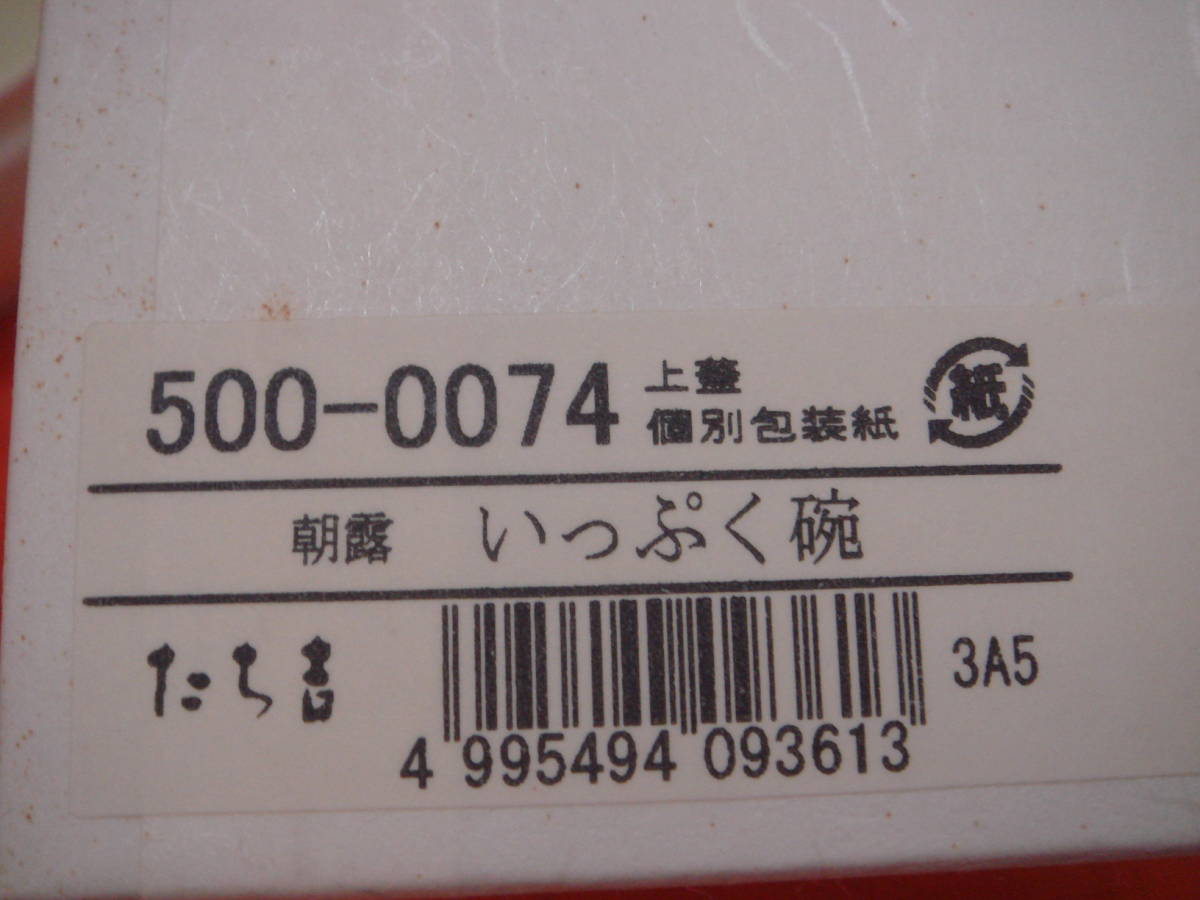 500-0074 上蓋
個別包装紙 紙
朝露 いっぷく碗
たち吉 3A5
4 995494 093613